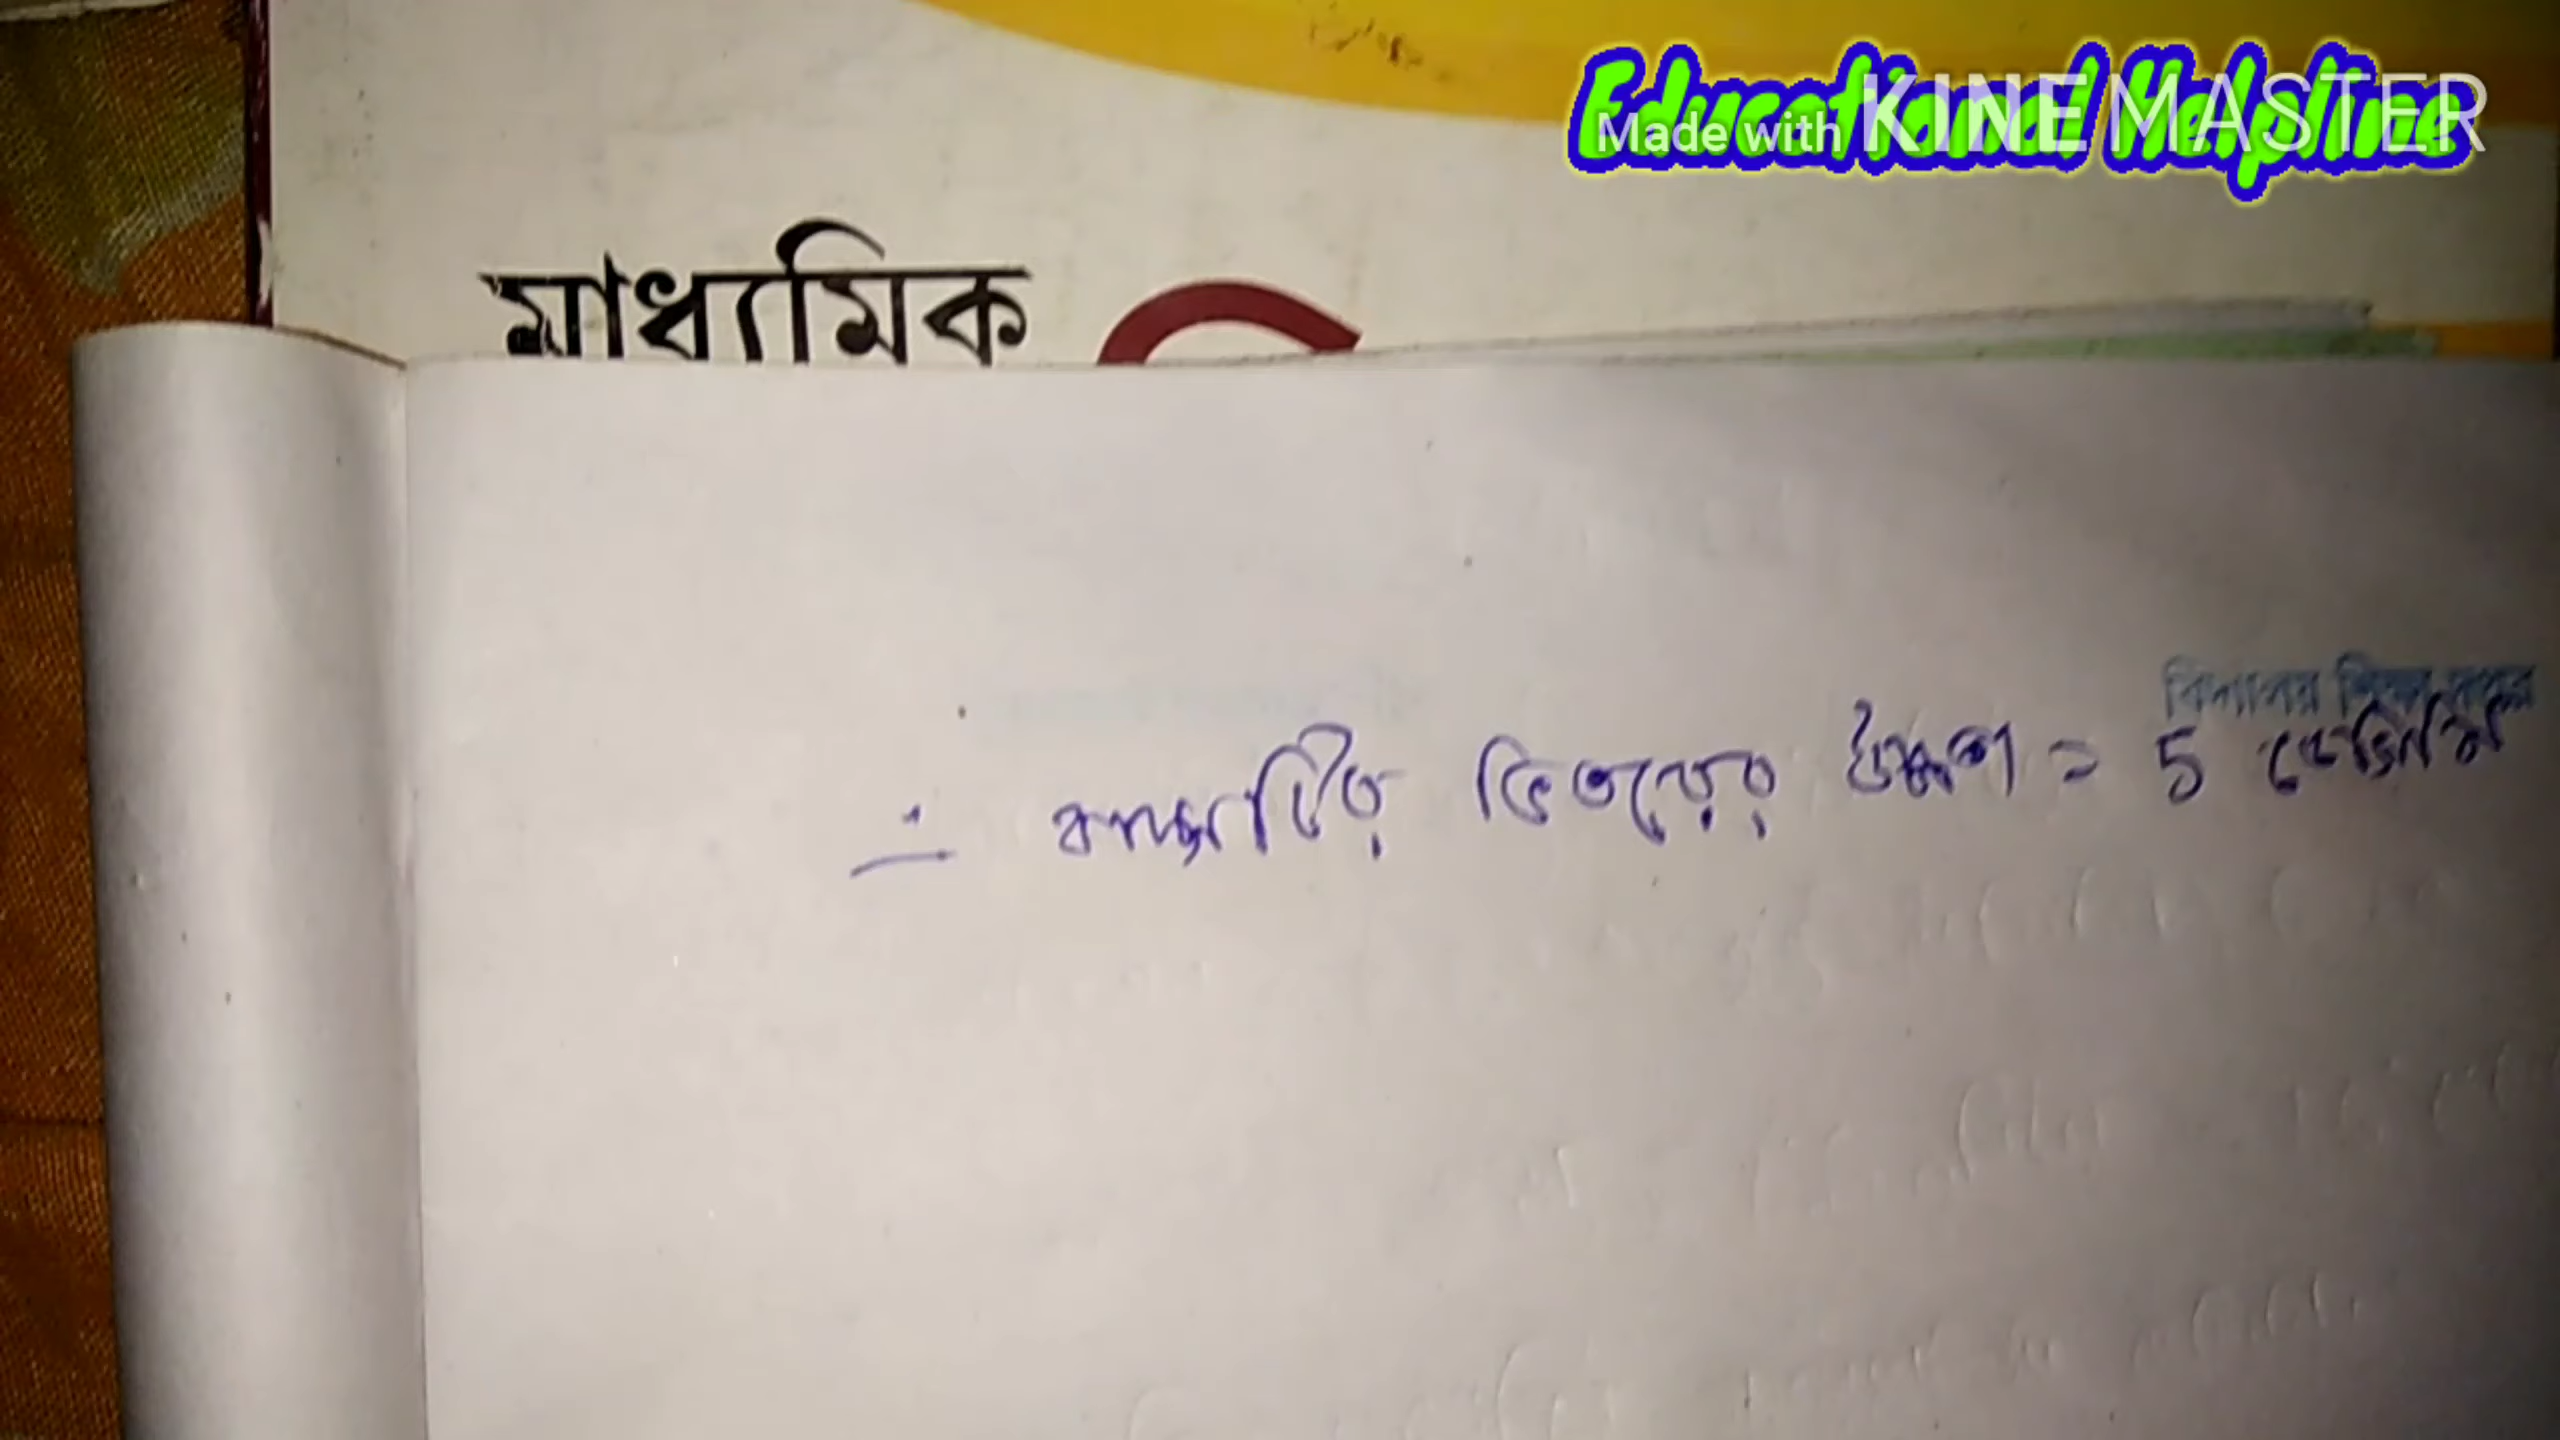 Educational Helpline
Made with KINEMASTER
মাধ্যমিক
∴ বাক্সটির ভিতরের উচ্চতা = 5 সেমি